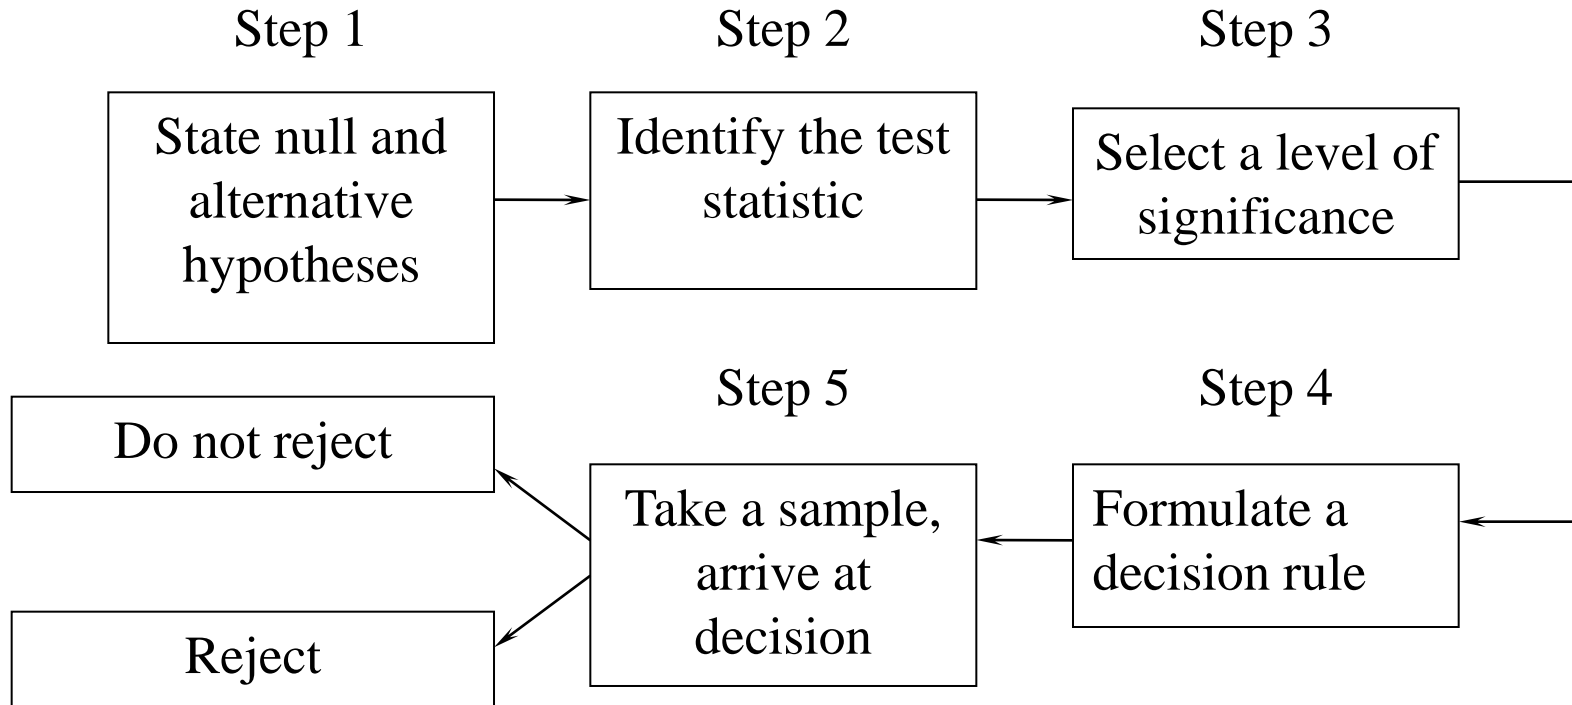 Step 1
State null and
alternative
hypotheses
Step 2
Identify the test
statistic
Step 3
Select a level of
significance
Step 4
Formulate a
decision rule
Step 5
Take a sample,
arrive at
decision
Do not reject
Reject